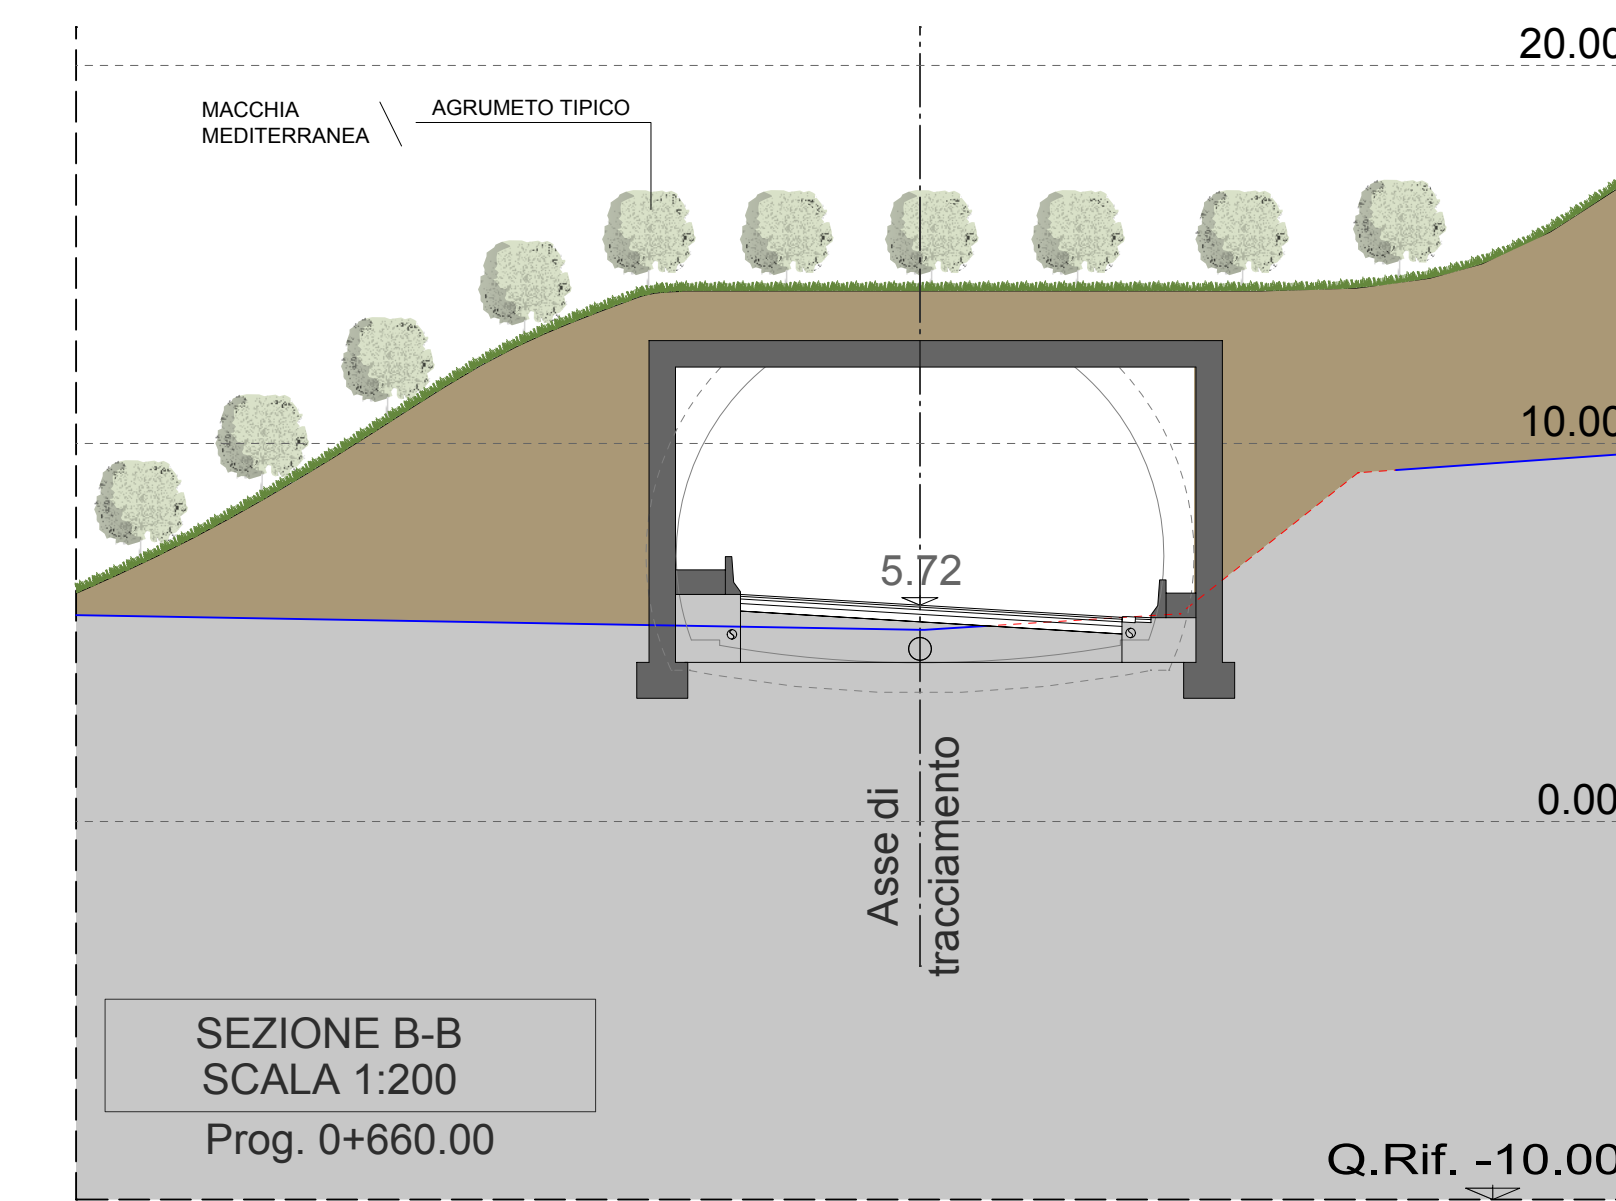 20.00
MACCHIA
MEDITERRANEA
AGRUMETO TIPICO
10.00
5.72
0.00
Asse di
tracciamento
SEZIONE B-B
SCALA 1:200
Prog. 0+660.00
Q.Rif. -10.00